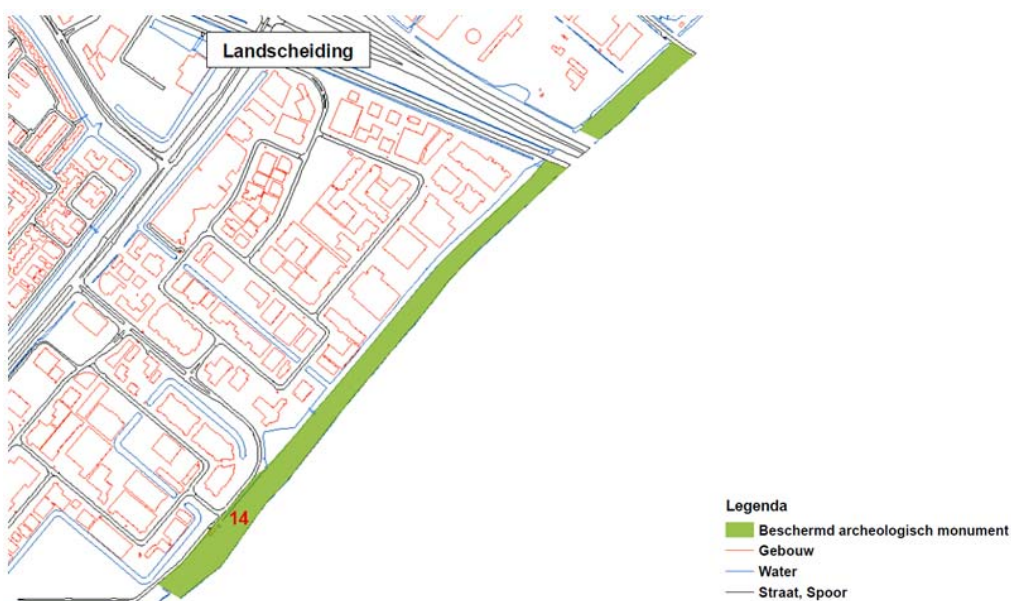 Landscheiding
14
Legenda
Beschermd archeologisch monument
Gebouw
Water
Straat, Spoor